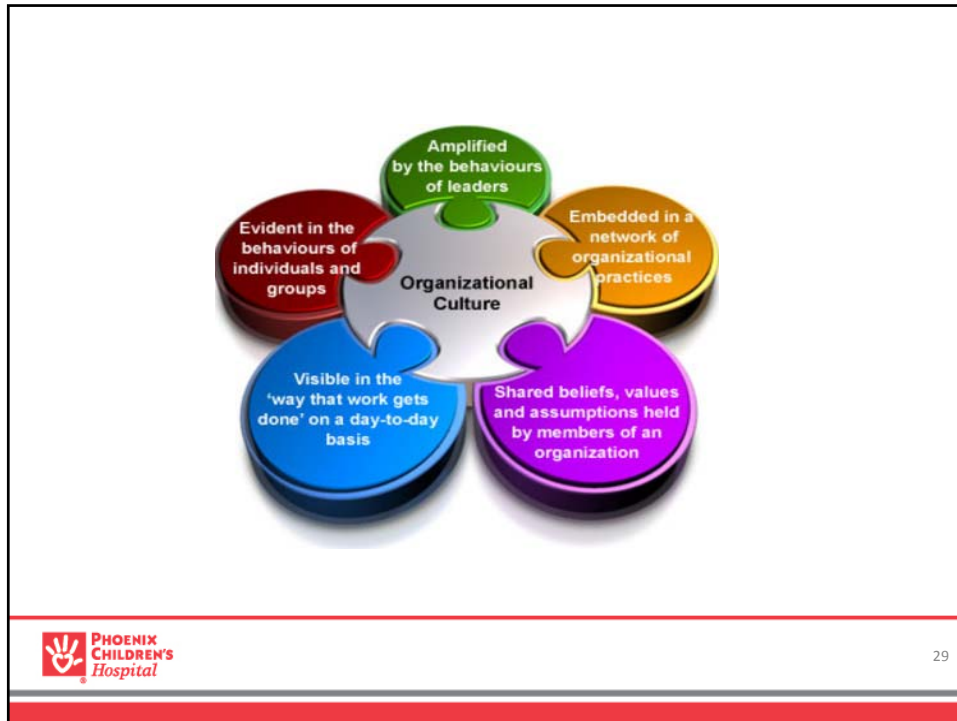 Amplified
by the behaviours
of leaders
Evident in the
behaviours of
individuals and
groups
Embedded in a
network of
organizational
practices
Organizational
Culture
Visible in the
‘way that work gets
done’ on a day-to-day
basis
Shared beliefs, values
and assumptions held
by members of an
organization
PHOENIX
CHILDREN'S
Hospital
®
29